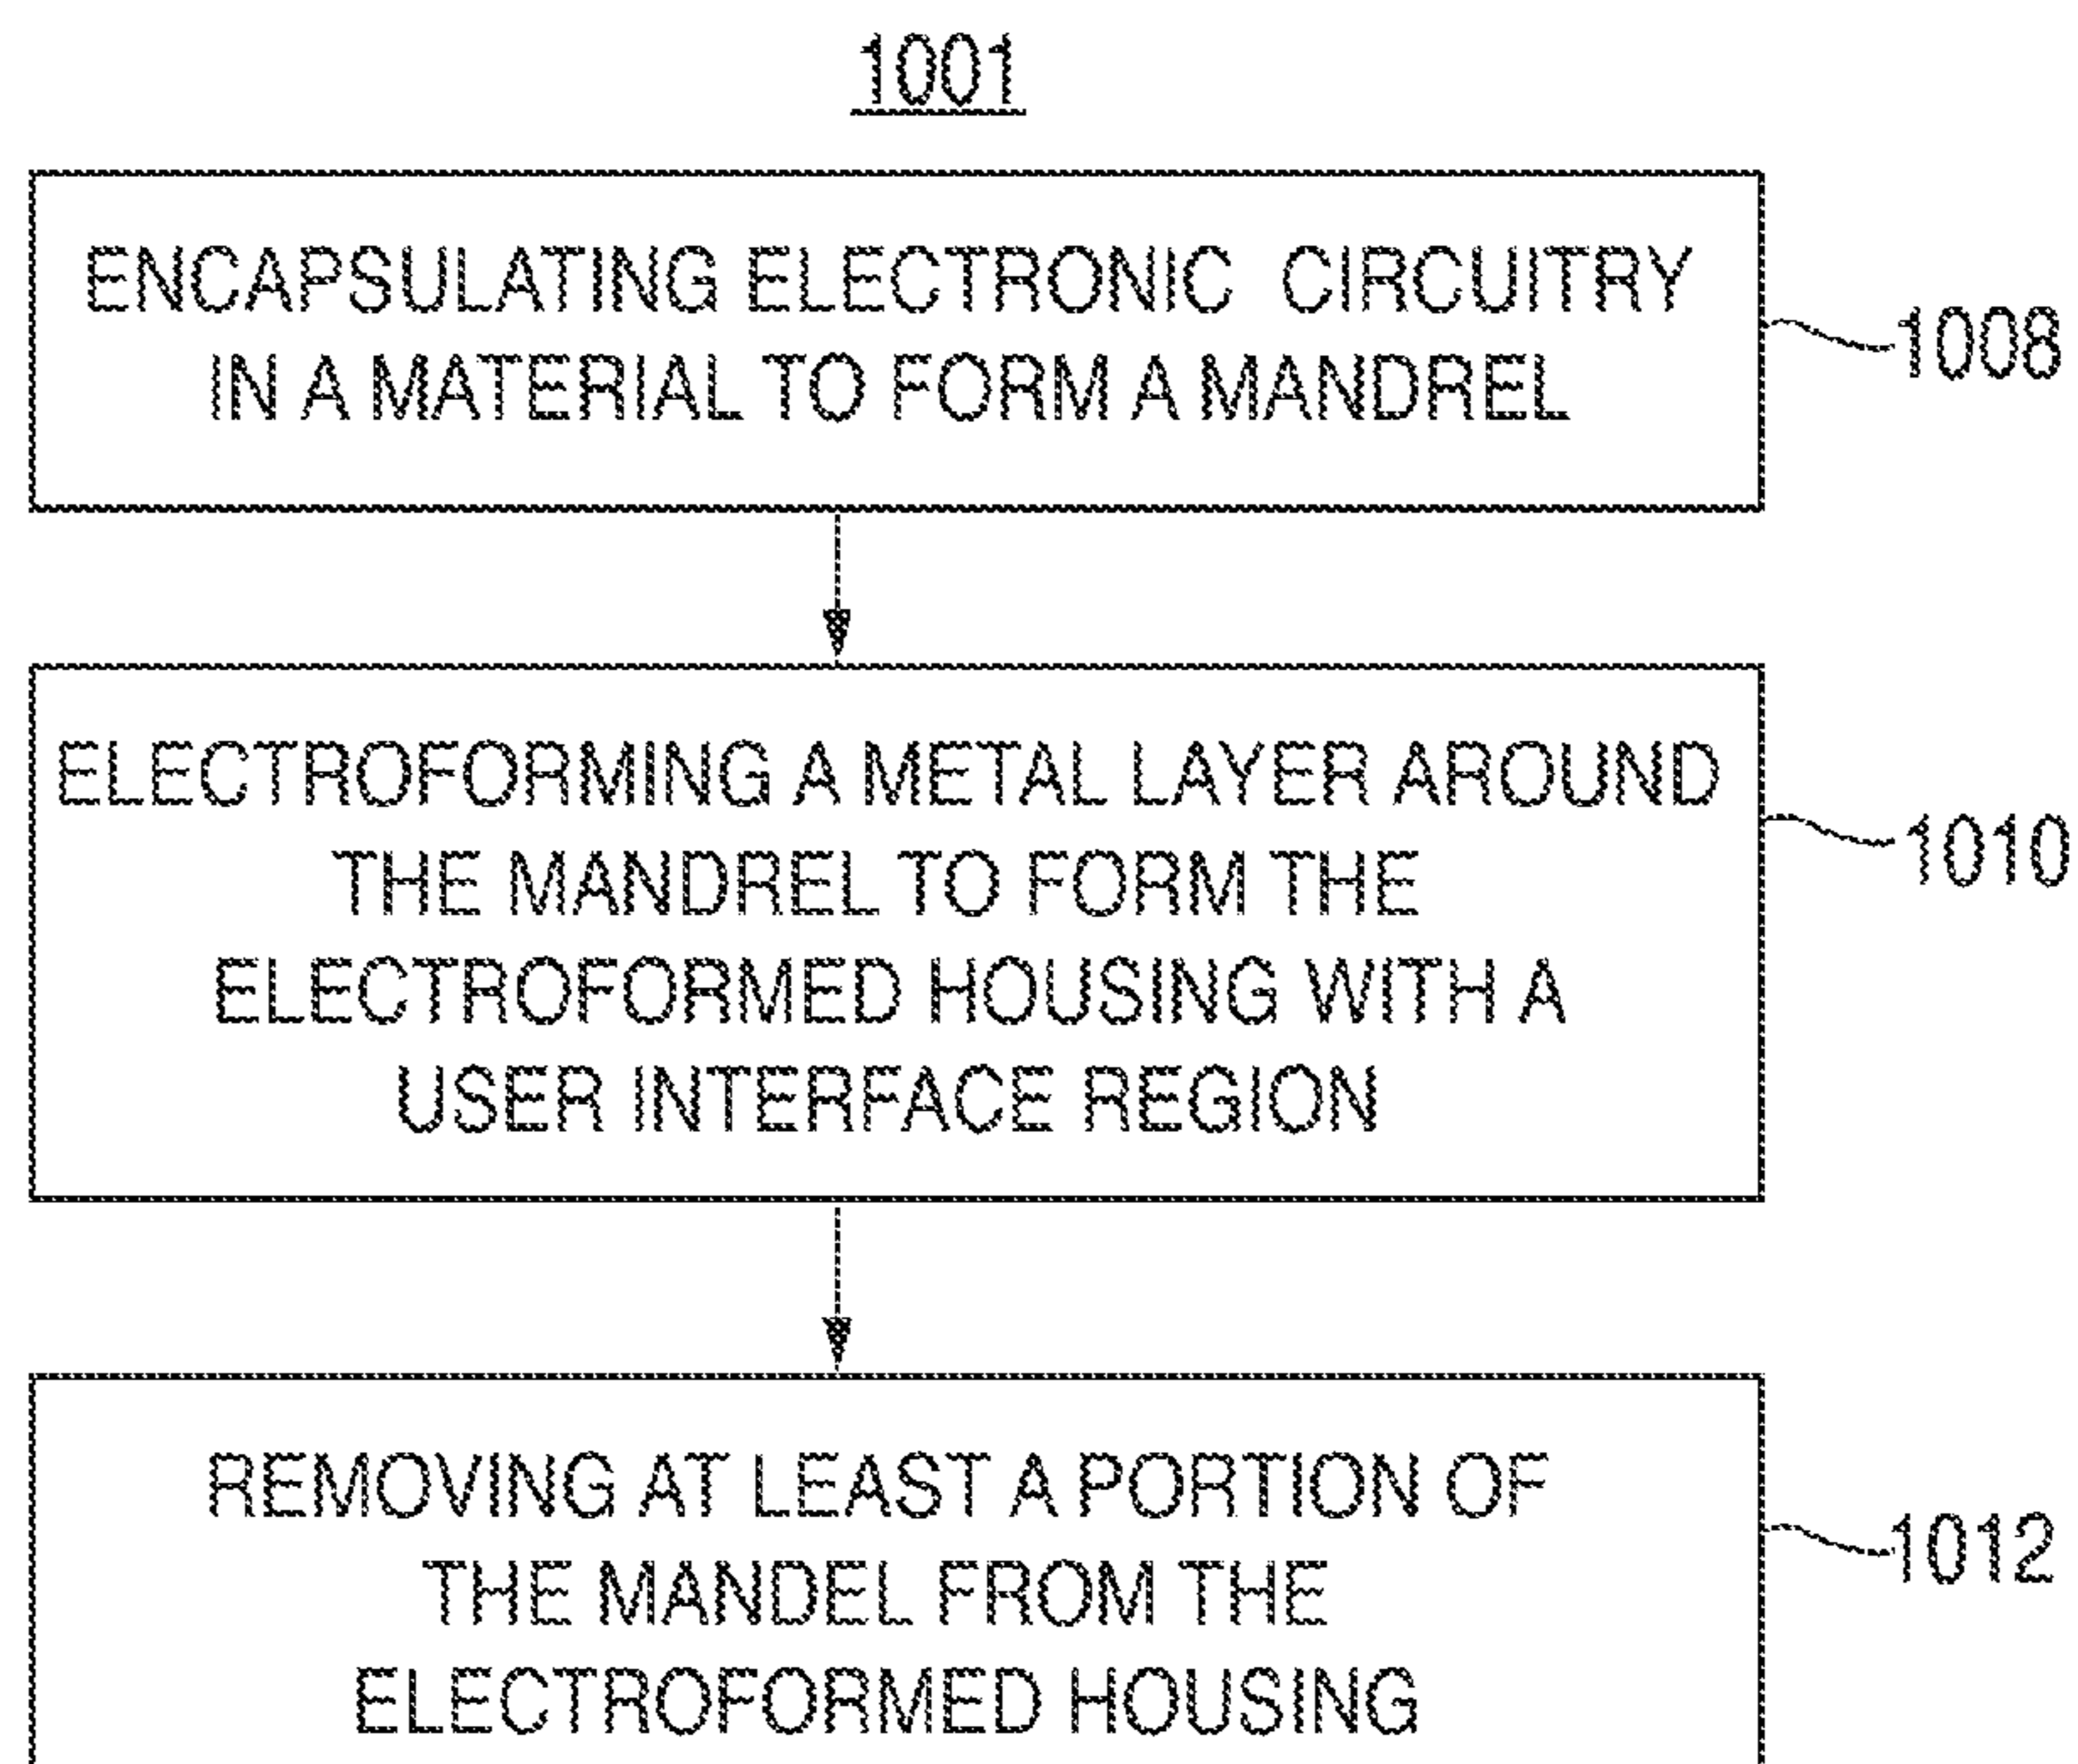 1001
ENCAPSULATING ELECTRONIC CIRCUITRY
IN A MATERIAL TO FORM A MANDREL
1008
ELECTROFORMING A METAL LAYER AROUND
THE MANDREL TO FORM THE
ELECTROFORMED HOUSING WITH A
USER INTERFACE REGION
1010
REMOVING AT LEAST A PORTION OF
THE MANDEL FROM THE
ELECTROFORMED HOUSING
1012